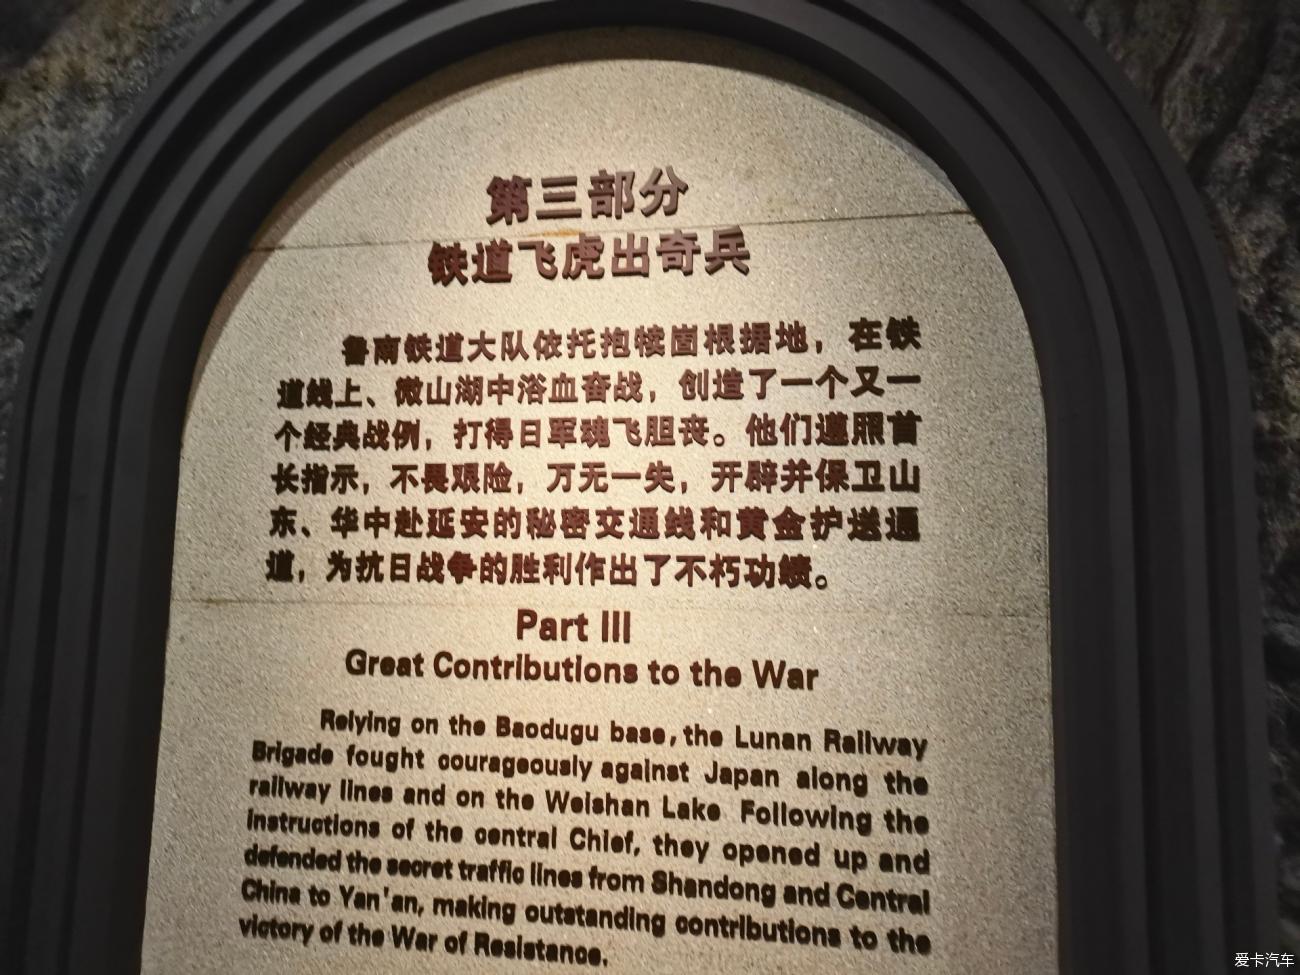 第三部分
铁道飞虎出奇兵
鲁南铁道大队依托抱犊崮根据地，在铁
道线上、微山湖中浴血奋战，创造了一个又一
个经典战例，打得日军魂飞胆丧。他们遵照首
长指示，不畏艰险，万无一失，开辟并保卫山
东、华中赴延安的秘密交通线和黄金护送通
道，为抗日战争的胜利作出了不朽功绩。
Part III
Great Contributions to the War
Relying on the Baodugu base, the Lunan Railway
Brigade fought courageously against Japan along the
railway lines and on the Weishan Lake Following the
instructions of the central Chief, they opened up and
defended the secret traffic lines from Shandong and Central
China to Yan'an, making outstanding contributions to the
victory of the War of Resistance.
爱卡汽车